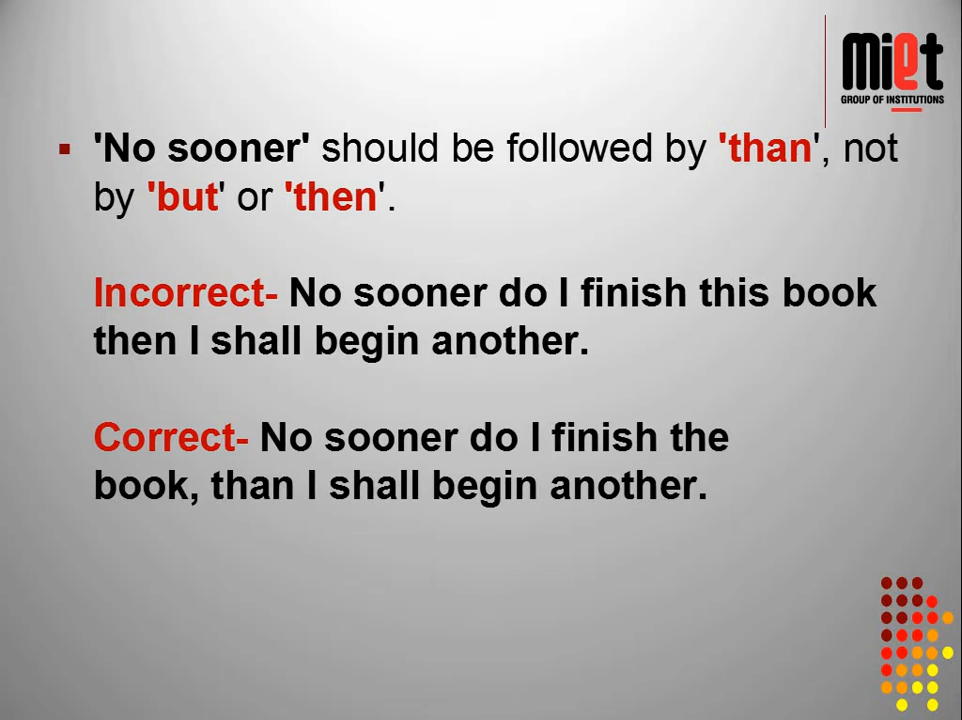 miet
GROUP OF INSTITUTIONS
'No sooner' should be followed by 'than', not
by 'but' or 'then'.
Incorrect- No sooner do I finish this book
then I shall begin another.
Correct- No sooner do I finish the
book, than I shall begin another.